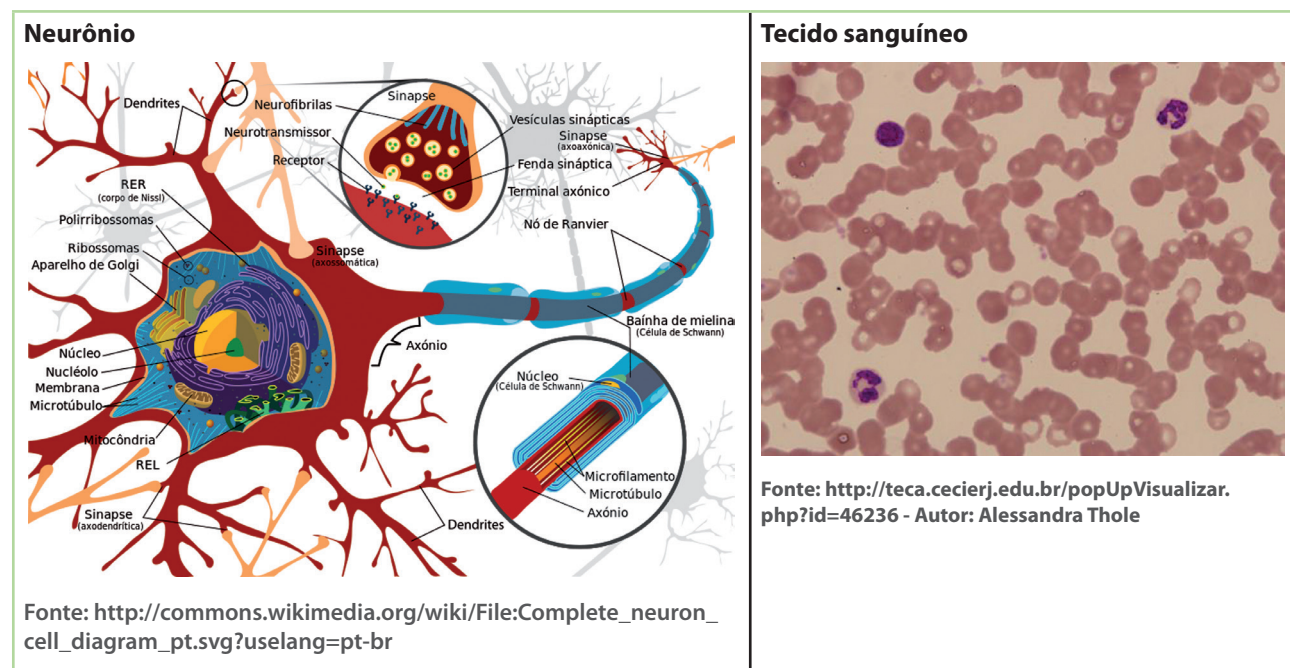 Neurônio
Dendrites
Neurofibrilas
Sinapse
Neurotransmissor
Vesículas sinápticas
Receptor
Fenda sináptica
Sinapse
(axoaxónica)
Terminal axónico
RER
(corpo de Nissl)
Polirribossomas
Ribossomas
Aparelho de Golgi
Sinapse
(axossomática)
Nó de Ranvier
Axónio
Baínha de mielina
(Célula de Schwann)
Núcleo
Nucléolo
Membrana
Microtúbulo
Mitocôndria
REL
Núcleo
(Célula de Schwann)
Microfilamento
Microtúbulo
Axónio
Sinapse
(axodendrítica)
Dendrites
Fonte: http://commons.wikimedia.org/wiki/File:Complete_neuron_
cell_diagram_pt.svg?uselang=pt-br
Tecido sanguíneo
Fonte: http://teca.cecierj.edu.br/popUpVisualizar.
php?id=46236 - Autor: Alessandra Thole